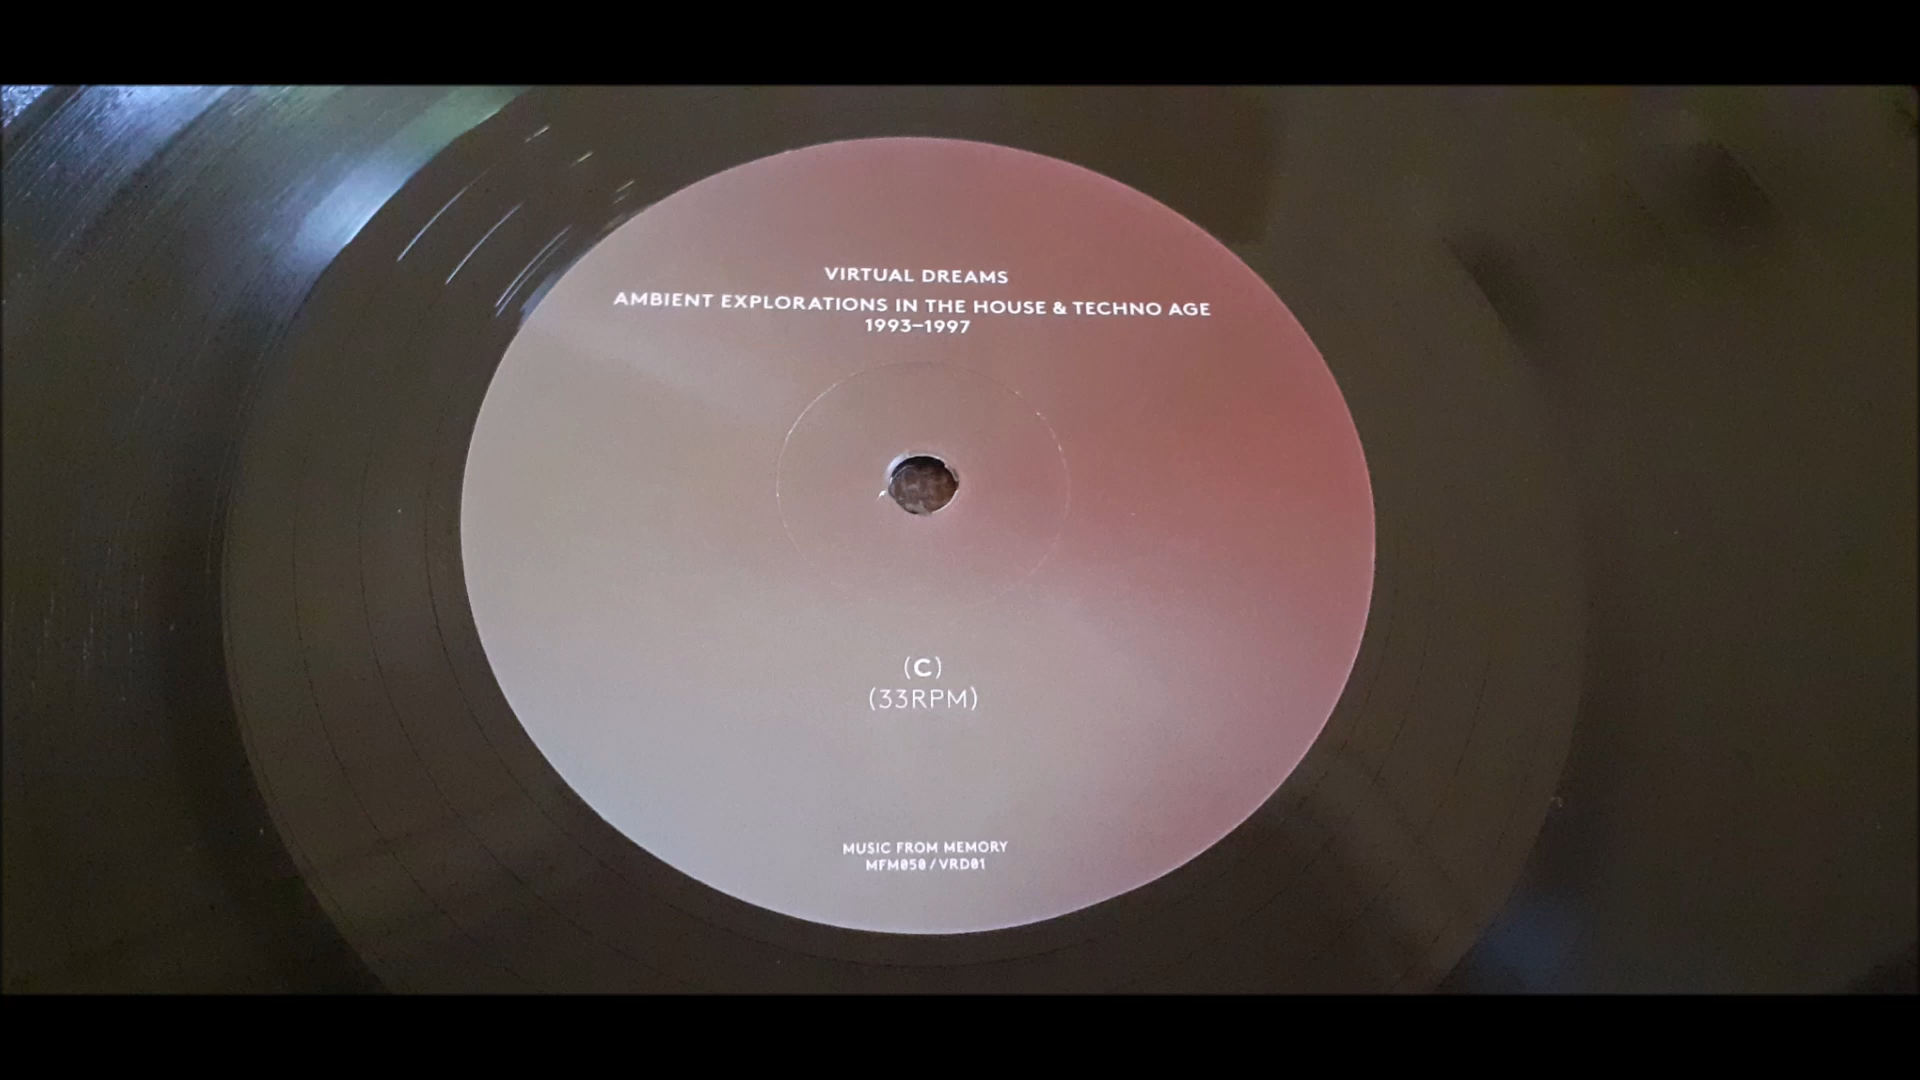 VIRTUAL DREAMS
AMBIENT EXPLORATIONS IN THE HOUSE & TECHNO AGE
1993–1997
(C)
(33RPM)
MUSIC FROM MEMORY
MFM050 / VRD01